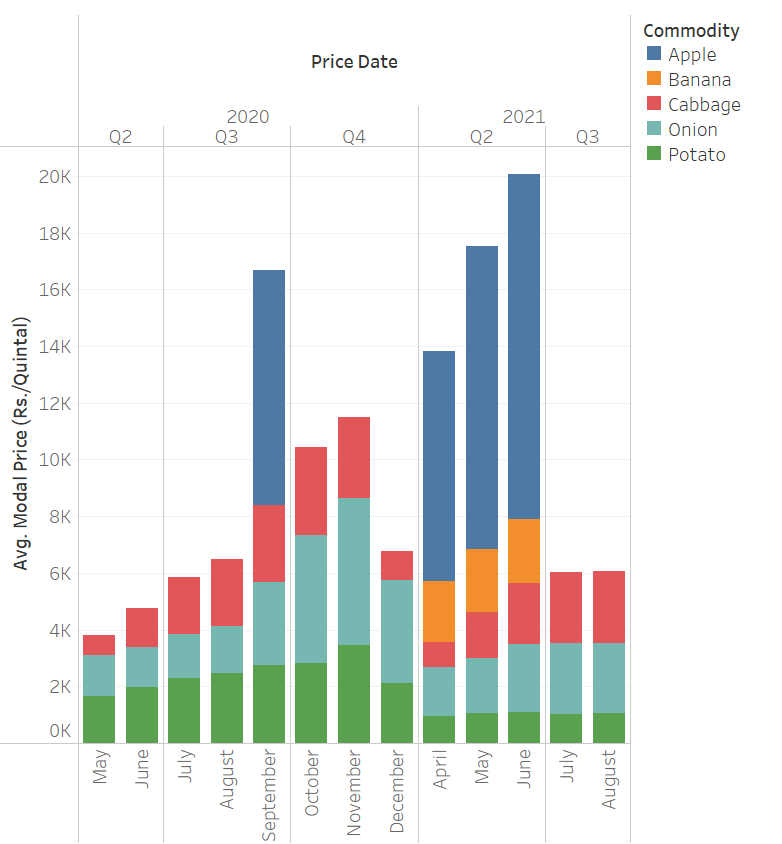 Price Date
2020
2021
Q2
Q3
Q4
Q2
Q3
Avg. Modal Price (Rs./Quintal)
20K
18K
16K
14K
12K
10K
8K
6K
4K
2K
0K
May
June
July
August
September
October
November
December
April
May
June
July
August
Commodity
Apple
Banana
Cabbage
Onion
Potato